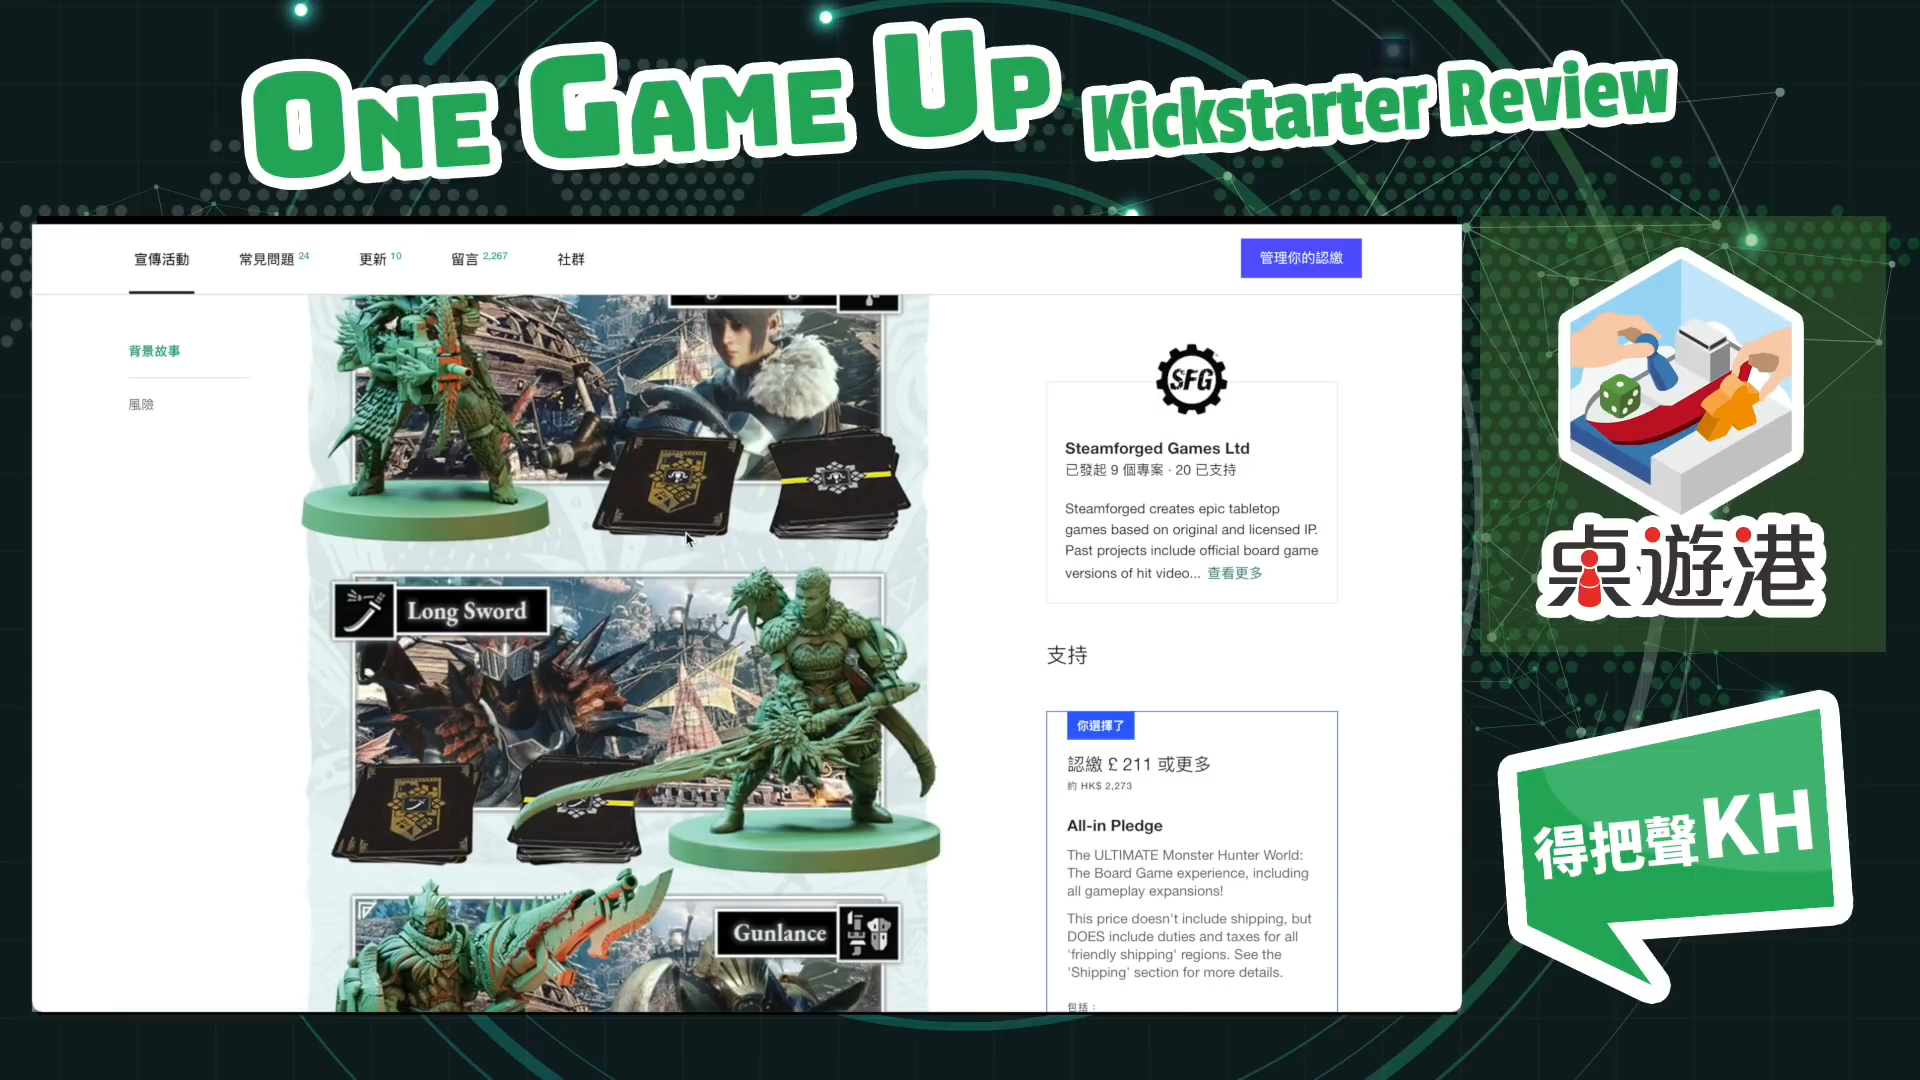 ONE GAME UP Kickstarter Review
宣傳活動
常見問題 24
更新 10
留言 2,267
社群
管理你的認繳
背景故事
風險
SFG
Steamforged Games Ltd
已發起 9 個專案 · 20 已支持
Steamforged creates epic tabletop
games based on original and licensed IP.
Past projects include official board game
versions of hit video... 查看更多
Long Sword
支持
你選擇了
認繳 £ 211 或更多
約 HK$ 2,273
All-in Pledge
The ULTIMATE Monster Hunter World:
The Board Game experience, including
all gameplay expansions!
This price doesn't include shipping, but
DOES include duties and taxes for all
'friendly shipping' regions. See the
'Shipping' section for more details.
包括：
Gunlance
桌遊港
得把聲KH